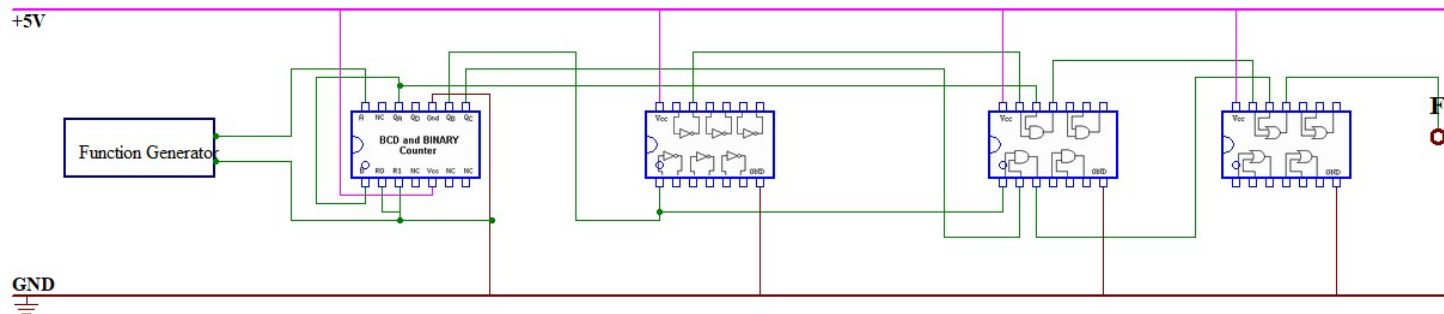 +5V
Function Generator
A NC QA QD Gnd QB QC
BCD and BINARY
Counter
B R0 R1 NC Vcc NC NC
Vcc
GND
Vcc
GND
Vcc
GND
F
GND